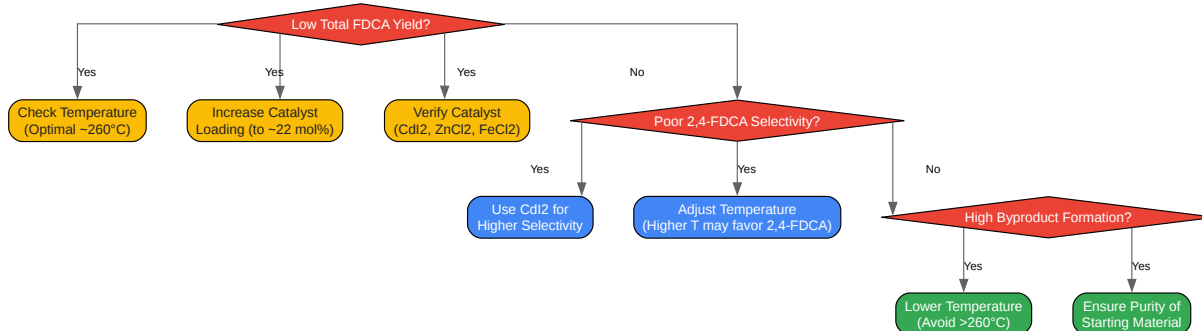 Low Total FDCA Yield?
Yes
Yes
Yes
No
Check Temperature
(Optimal ~260°C)
Increase Catalyst
Loading (to ~22 mol%)
Verify Catalyst
(CdI2, ZnCl2, FeCl2)
Poor 2,4-FDCA Selectivity?
Yes
Yes
No
Use CdI2 for
Higher Selectivity
Adjust Temperature
(Higher T may favor 2,4-FDCA)
High Byproduct Formation?
Yes
Yes
Lower Temperature
(Avoid >260°C)
Ensure Purity of
Starting Material